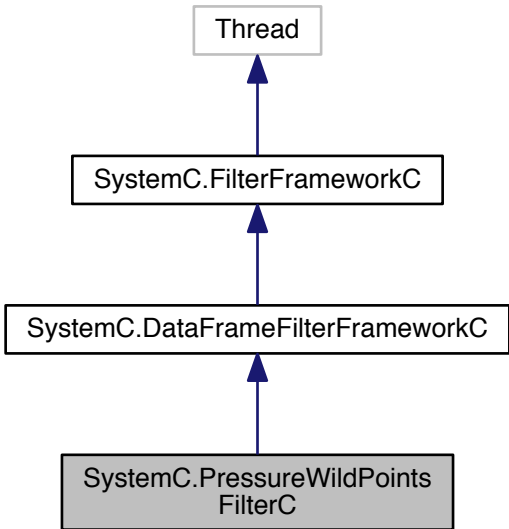 Thread
SystemC.FilterFrameworkC
SystemC.DataFrameFilterFrameworkC
SystemC.PressureWildPoints
FilterC